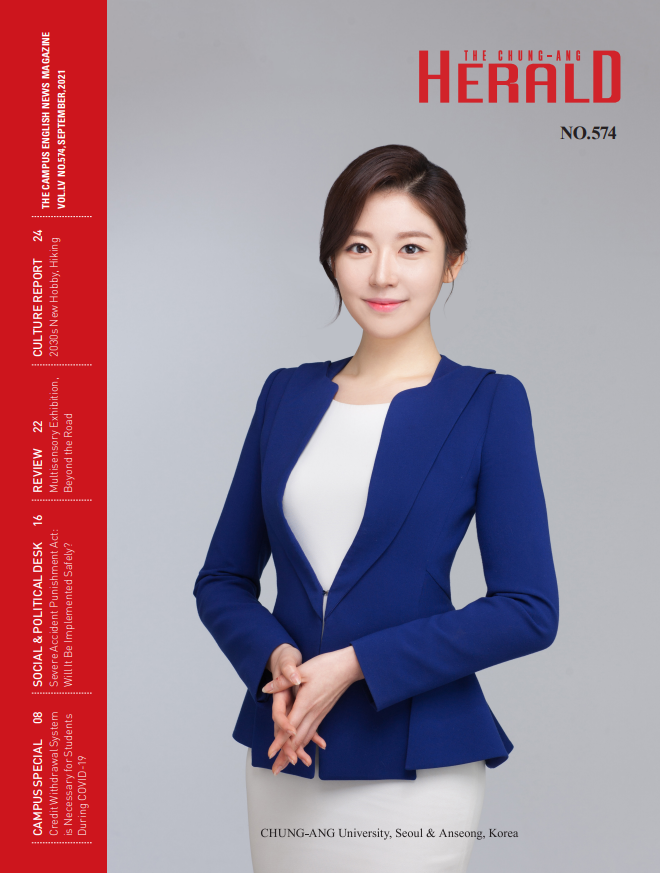 THE CHUNG-ANG
HERALD
NO.574
THE CAMPUS ENGLISH NEWS MAGAZINE
VOL.LV NO.574,SEPTEMBER,2021
CULTURE REPORT 24
2030s New Hobby, Hiking
REVIEW 22
Multisensory Exhibition,
Beyond the Road
SOCIAL & POLITICAL DESK 16
Severe Accident Punishment Act:
Will It Be Implemented Safely?
CAMPUS SPECIAL 08
Credit Withdrawal System
is Necessary for Students
During COVID-19
CHUNG-ANG University, Seoul & Anseong, Korea